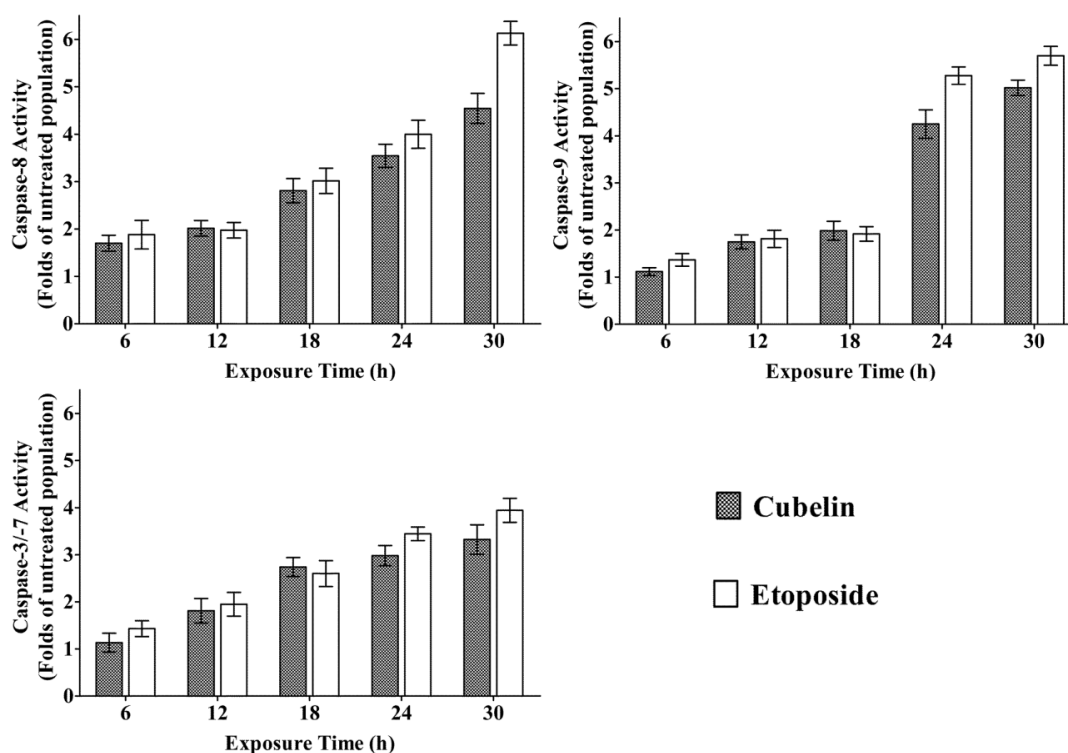 Caspase-8 Activity
(Folds of untreated population)
6
5
4
3
2
1
0
6 12 18 24 30
Exposure Time (h)
Caspase-9 Activity
(Folds of untreated population)
6
5
4
3
2
1
0
6 12 18 24 30
Exposure Time (h)
Caspase-3/-7 Activity
(Folds of untreated population)
6
5
4
3
2
1
0
6 12 18 24 30
Exposure Time (h)
Cubelin
Etoposide